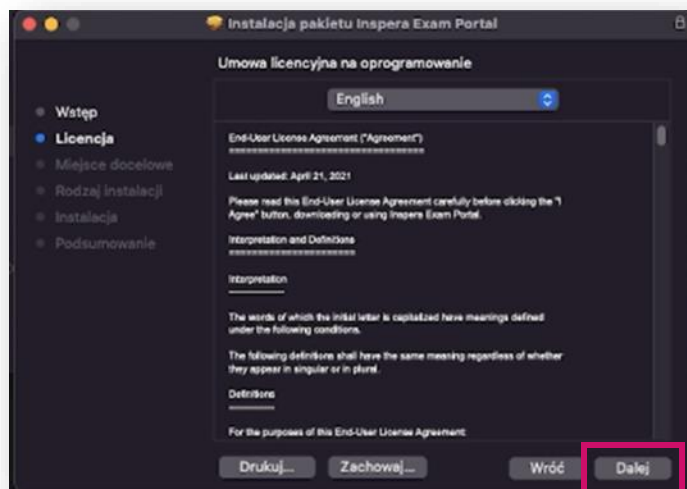 Instalacja pakietu Inspera Exam Portal
Umowa licencyjna na oprogramowanie
English
Wstęp
Licencja
Miejsce docelowe
Rodzaj instalacji
Instalacja
Podsumowanie
End-User License Agreement ("Agreement")
===================================
Last updated: April 21, 2021
Please read this End-User License Agreement carefully before clicking the "I
Agree" button, downloading or using Inspera Exam Portal.
Interpretation and Definitions
=======================
Interpretation
----------------
The words of which the initial letter is capitalized have meanings defined
under the following conditions.
The following definitions shall have the same meaning regardless of whether
they appear in singular or in plural.
Definitions
-------------
For the purposes of this End-User License Agreement:
Drukuj...
Zachowaj...
Wróć
Dalej